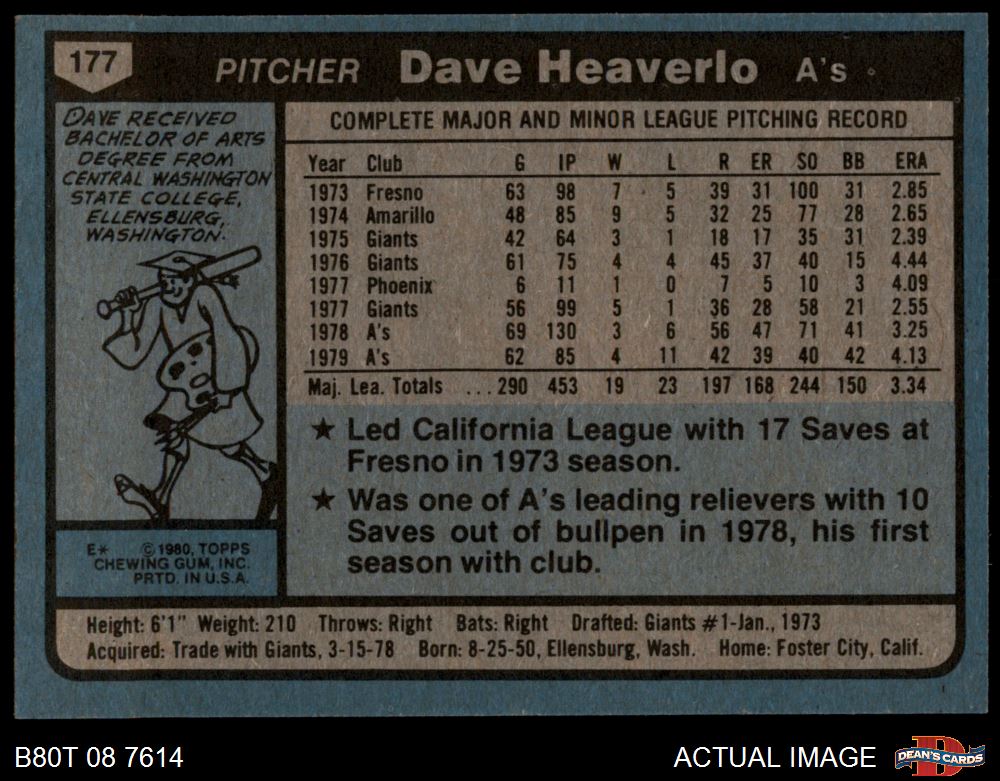 177
PITCHER Dave Heaverlo A's
DAVE RECEIVED
BACHELOR OF ARTS
DEGREE FROM
CENTRAL WASHINGTON
STATE COLLEGE,
ELLENSBURG,
WASHINGTON.
E* ©1980, TOPPS
CHEWING GUM, INC.
PRTD. IN U.S.A.
COMPLETE MAJOR AND MINOR LEAGUE PITCHING RECORD
Year Club G IP W L R ER SO BB ERA
1973 Fresno 63 98 7 5 39 31 100 31 2.85
1974 Amarillo 48 85 9 5 32 25 77 28 2.65
1975 Giants 42 64 3 1 18 17 35 31 2.39
1976 Giants 61 75 4 4 45 37 40 15 4.44
1977 Phoenix 6 11 1 0 7 5 10 3 4.09
1977 Giants 56 99 5 1 36 28 58 21 2.55
1978 A's 69 130 3 6 56 47 71 41 3.25
1979 A's 62 85 4 11 42 39 40 42 4.13
Maj. Lea. Totals ...290 453 19 23 197 168 244 150 3.34
★ Led California League with 17 Saves at
Fresno in 1973 season.
★ Was one of A's leading relievers with 10
Saves out of bullpen in 1978, his first
season with club.
Height: 6'1" Weight: 210 Throws: Right Bats: Right Drafted: Giants #1-Jan., 1973
Acquired: Trade with Giants, 3-15-78 Born: 8-25-50, Ellensburg, Wash. Home: Foster City, Calif.
B80T 08 7614
ACTUAL IMAGE
D
DEAN'S CARDS